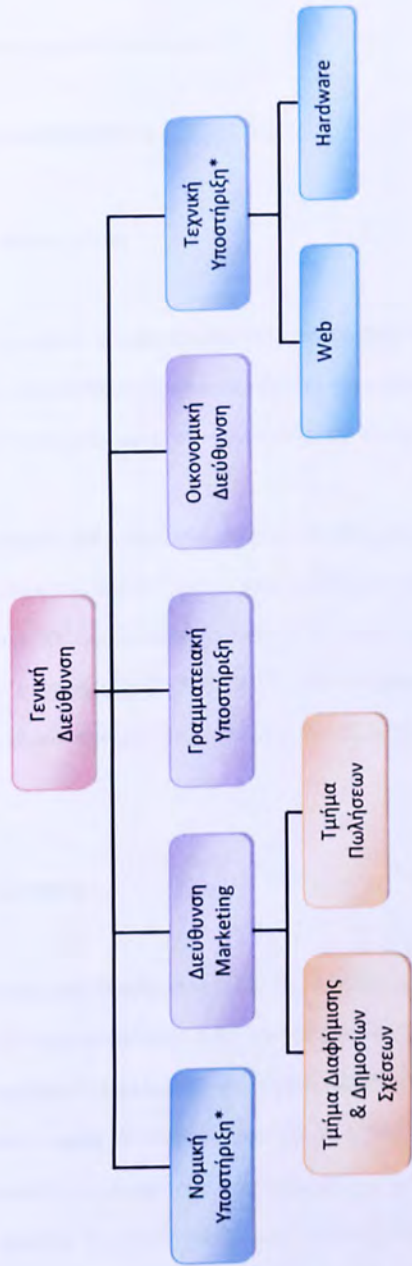 Γενική
Διεύθυνση
Νομική
Υποστήριξη*
Διεύθυνση
Marketing
Γραμματειακή
Υποστήριξη
Οικονομική
Διεύθυνση
Τεχνική
Υποστήριξη*
Τμήμα Διαφήμισης
& Δημοσίων
Σχέσεων
Τμήμα
Πωλήσεων
Web
Hardware